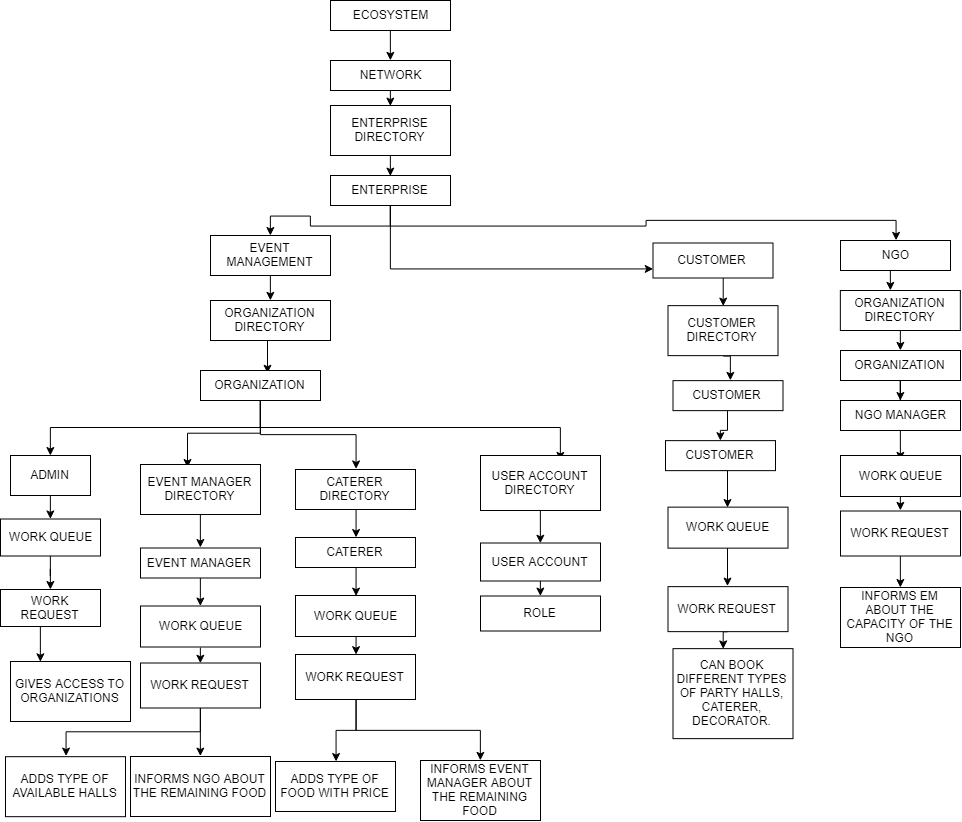 ECOSYSTEM
NETWORK
ENTERPRISE
DIRECTORY
ENTERPRISE
EVENT
MANAGEMENT
CUSTOMER
NGO
ORGANIZATION
DIRECTORY
CUSTOMER
DIRECTORY
ORGANIZATION
DIRECTORY
ORGANIZATION
CUSTOMER
ORGANIZATION
NGO MANAGER
ADMIN
EVENT MANAGER
DIRECTORY
CATERER
DIRECTORY
USER ACCOUNT
DIRECTORY
CUSTOMER
WORK QUEUE
WORK QUEUE
EVENT MANAGER
CATERER
USER ACCOUNT
WORK QUEUE
WORK REQUEST
WORK
REQUEST
WORK QUEUE
WORK QUEUE
ROLE
WORK REQUEST
INFORMS EM
ABOUT THE
CAPACITY OF THE
NGO
GIVES ACCESS TO
ORGANIZATIONS
WORK REQUEST
WORK REQUEST
CAN BOOK
DIFFERENT TYPES
OF PARTY HALLS,
CATERER,
DECORATOR.
ADDS TYPE OF
AVAILABLE HALLS
INFORMS NGO ABOUT
THE REMAINING FOOD
ADDS TYPE OF
FOOD WITH PRICE
INFORMS EVENT
MANAGER ABOUT
THE REMAINING
FOOD